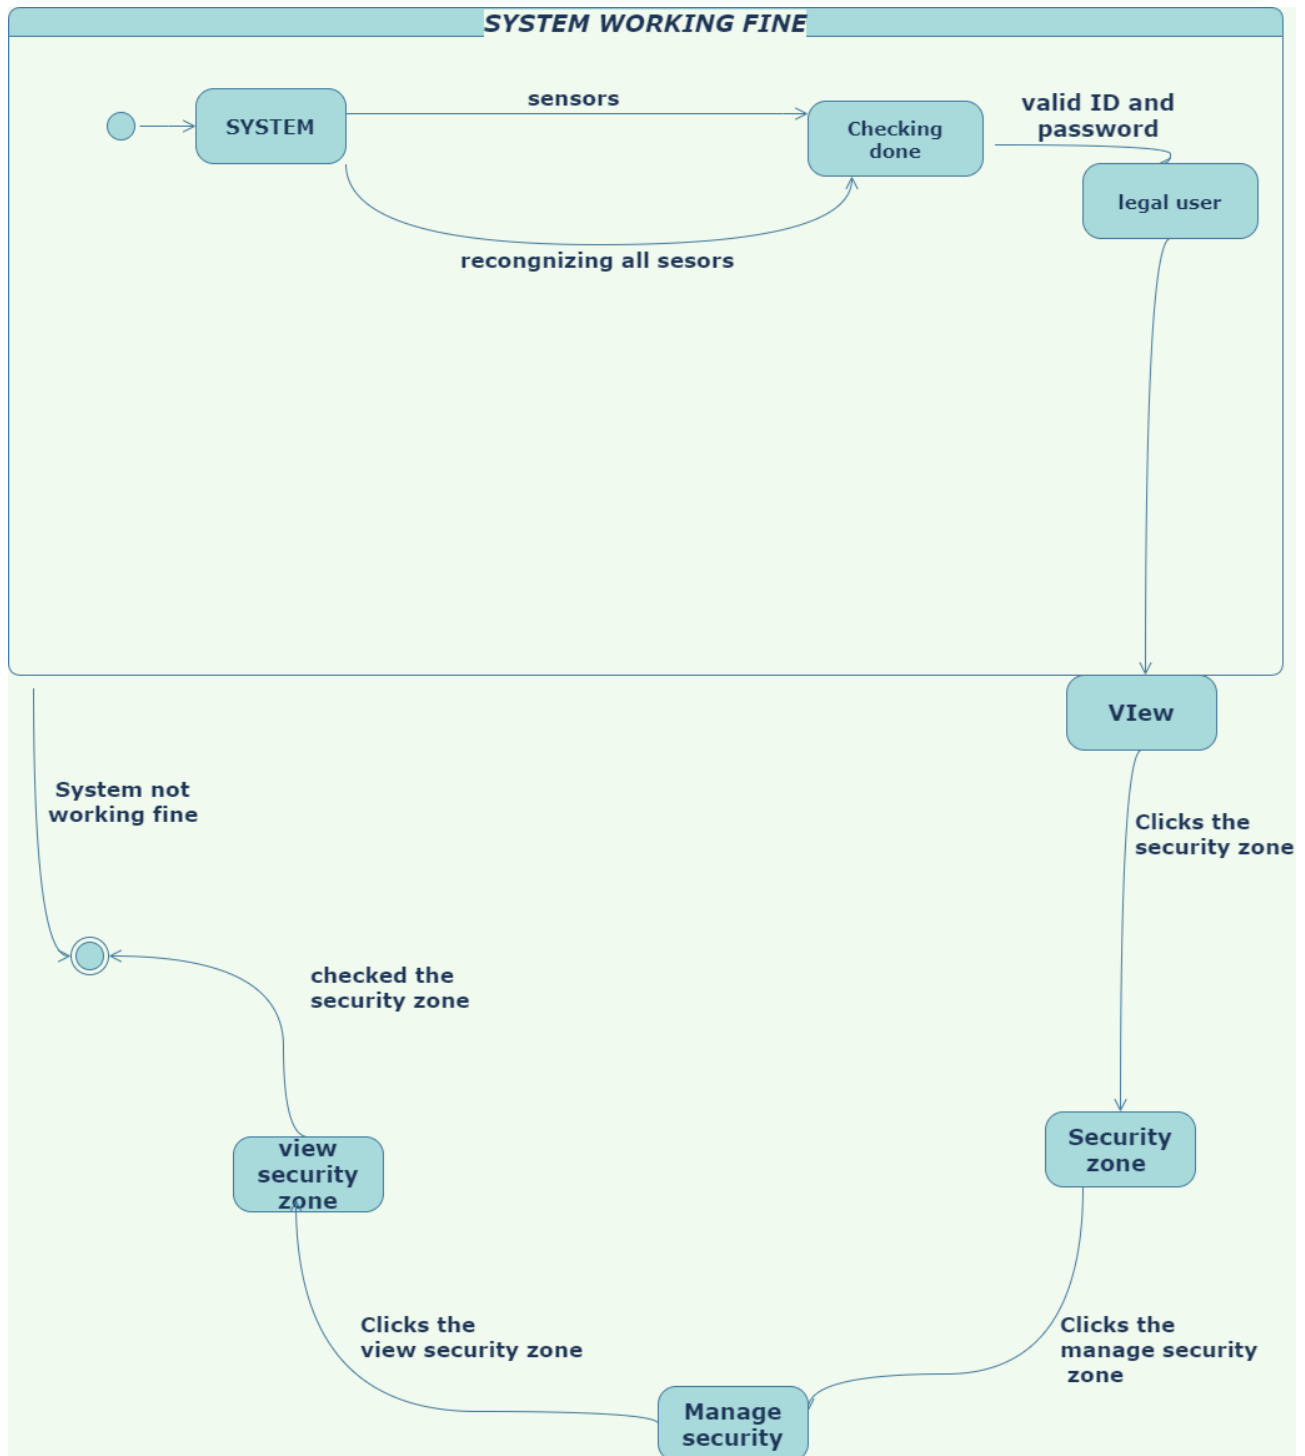 SYSTEM WORKING FINE
sensors
valid ID and
password
SYSTEM
Checking
done
legal user
recongnizing all sesors
VIew
System not
working fine
Clicks the
security zone
checked the
security zone
view
security
zone
Security
zone
Clicks the
view security zone
Clicks the
manage security
zone
Manage
security